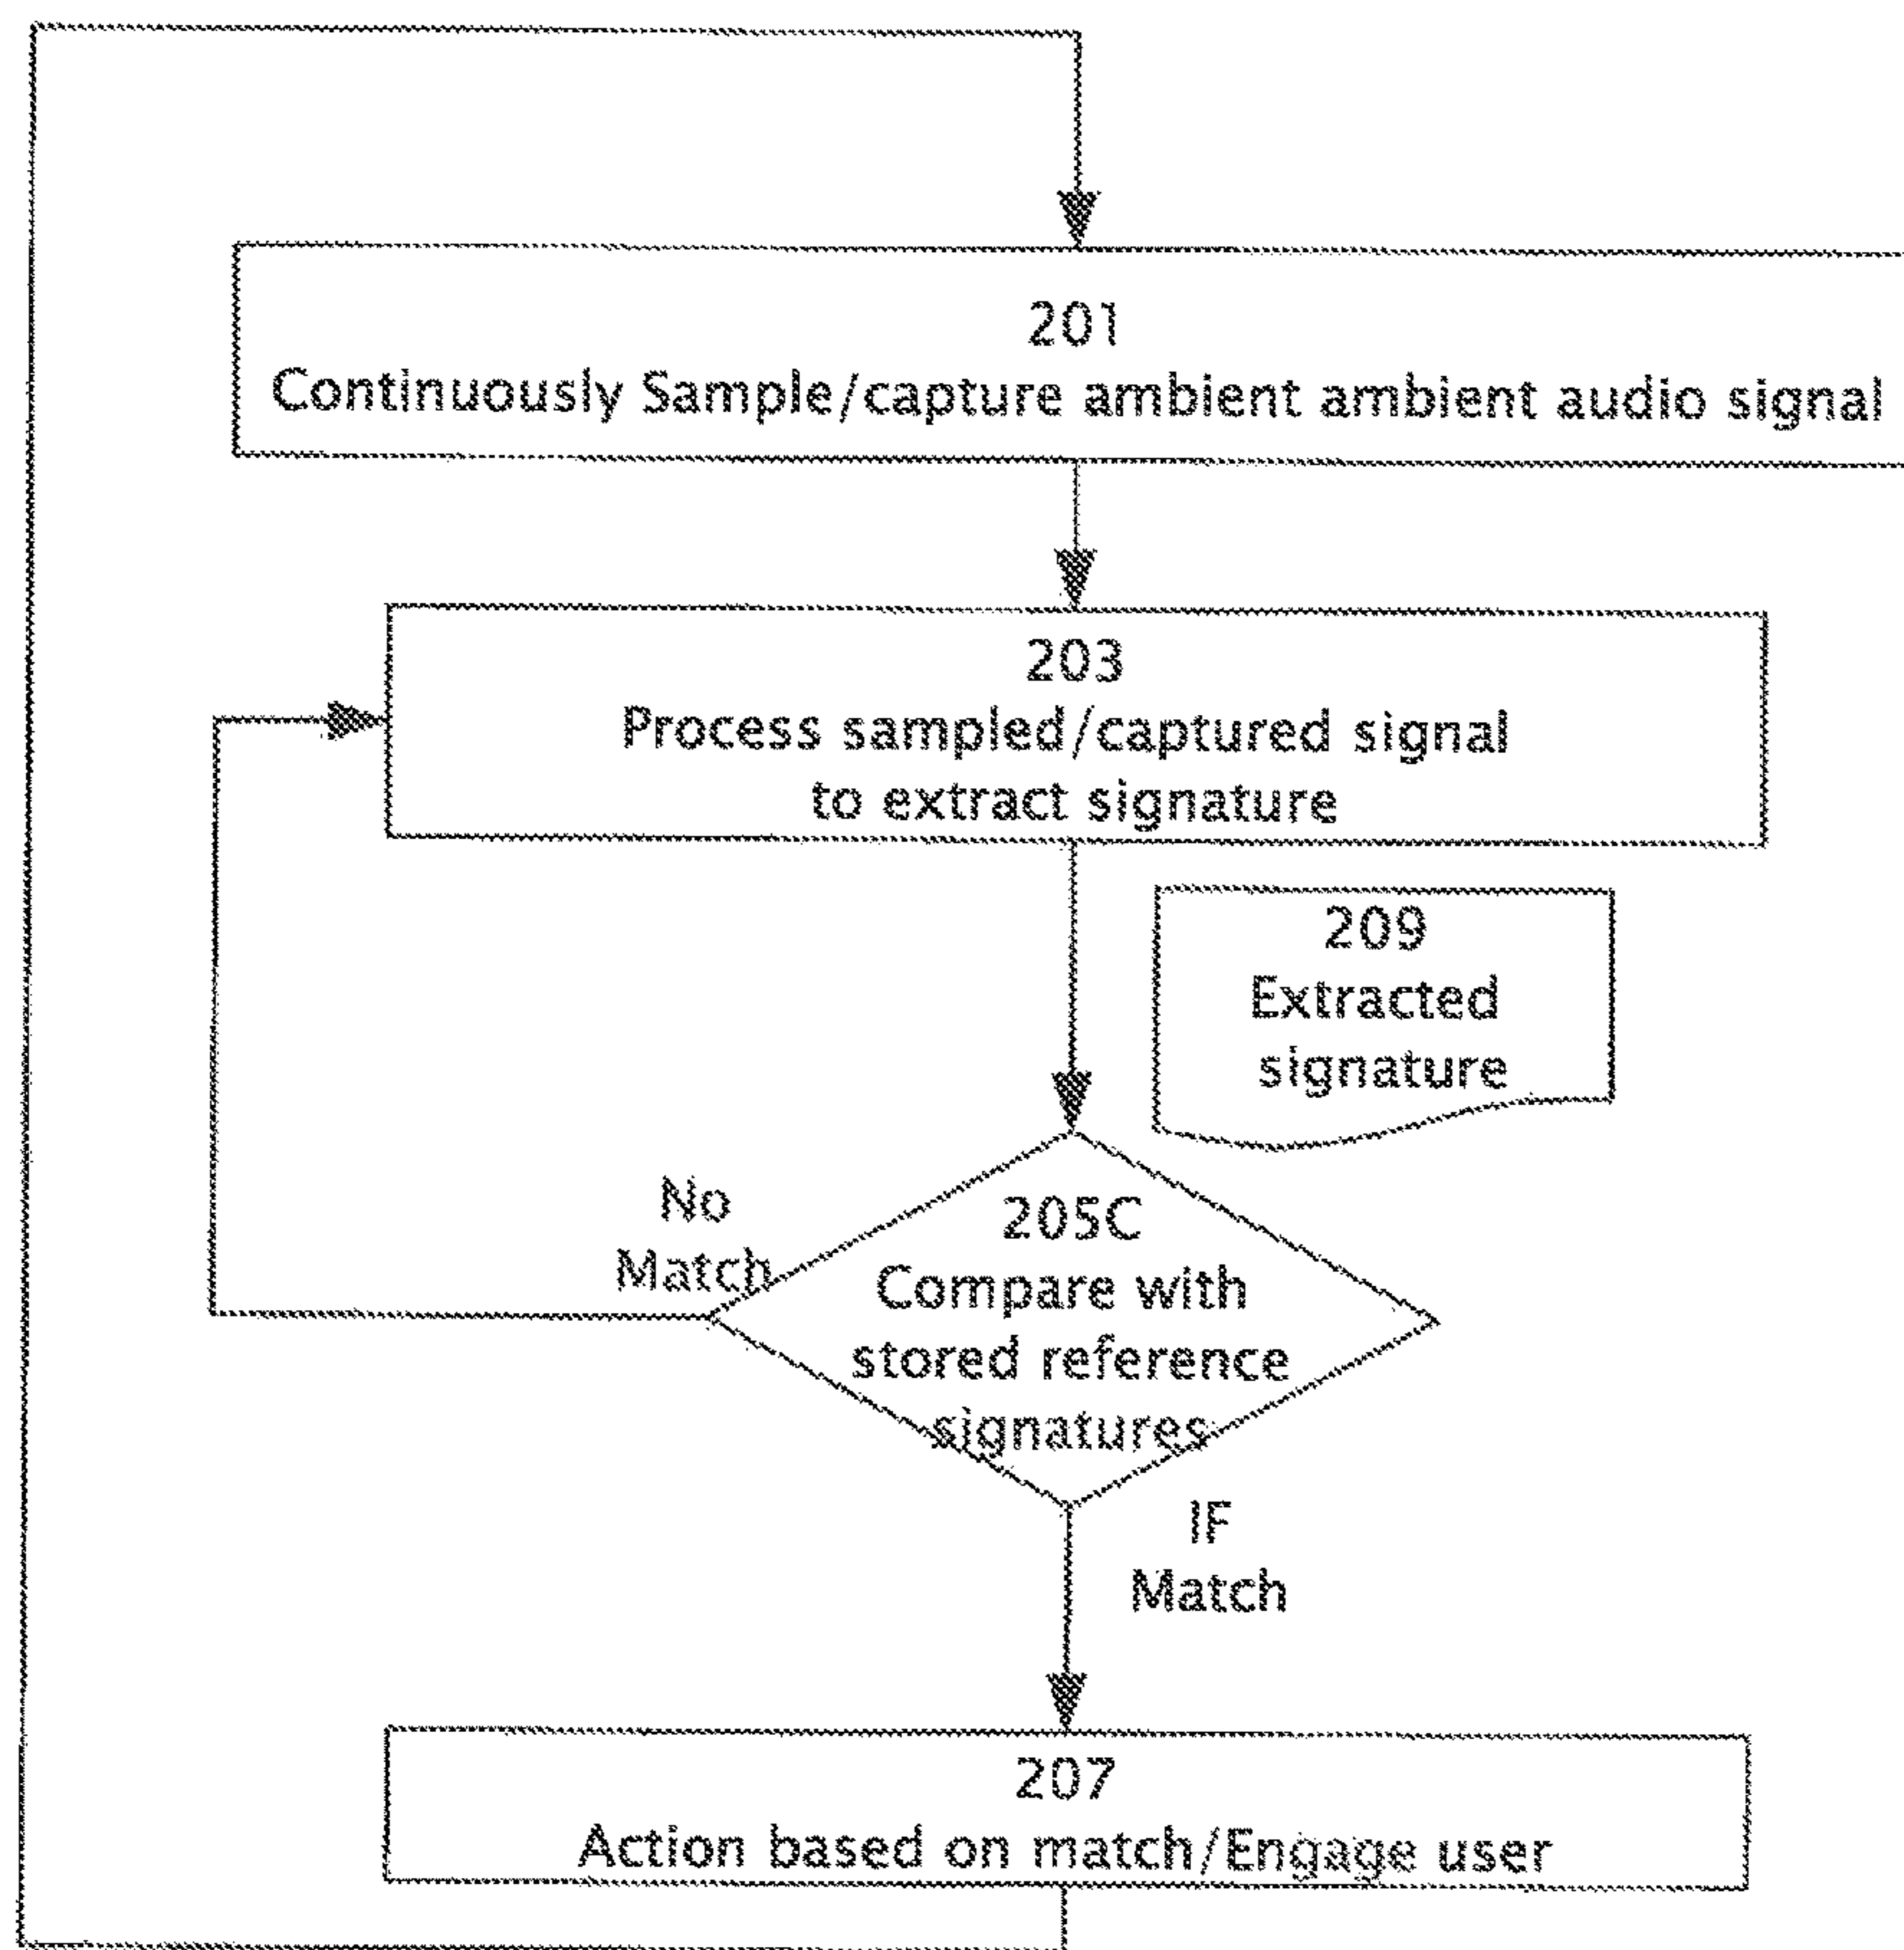 201
Continuously Sample/capture ambient ambient audio signal
203
Process sampled/captured signal
to extract signature
209
Extracted
signature
No
Match
205C
Compare with
stored reference
signatures
IF
Match
207
Action based on match/Engage user